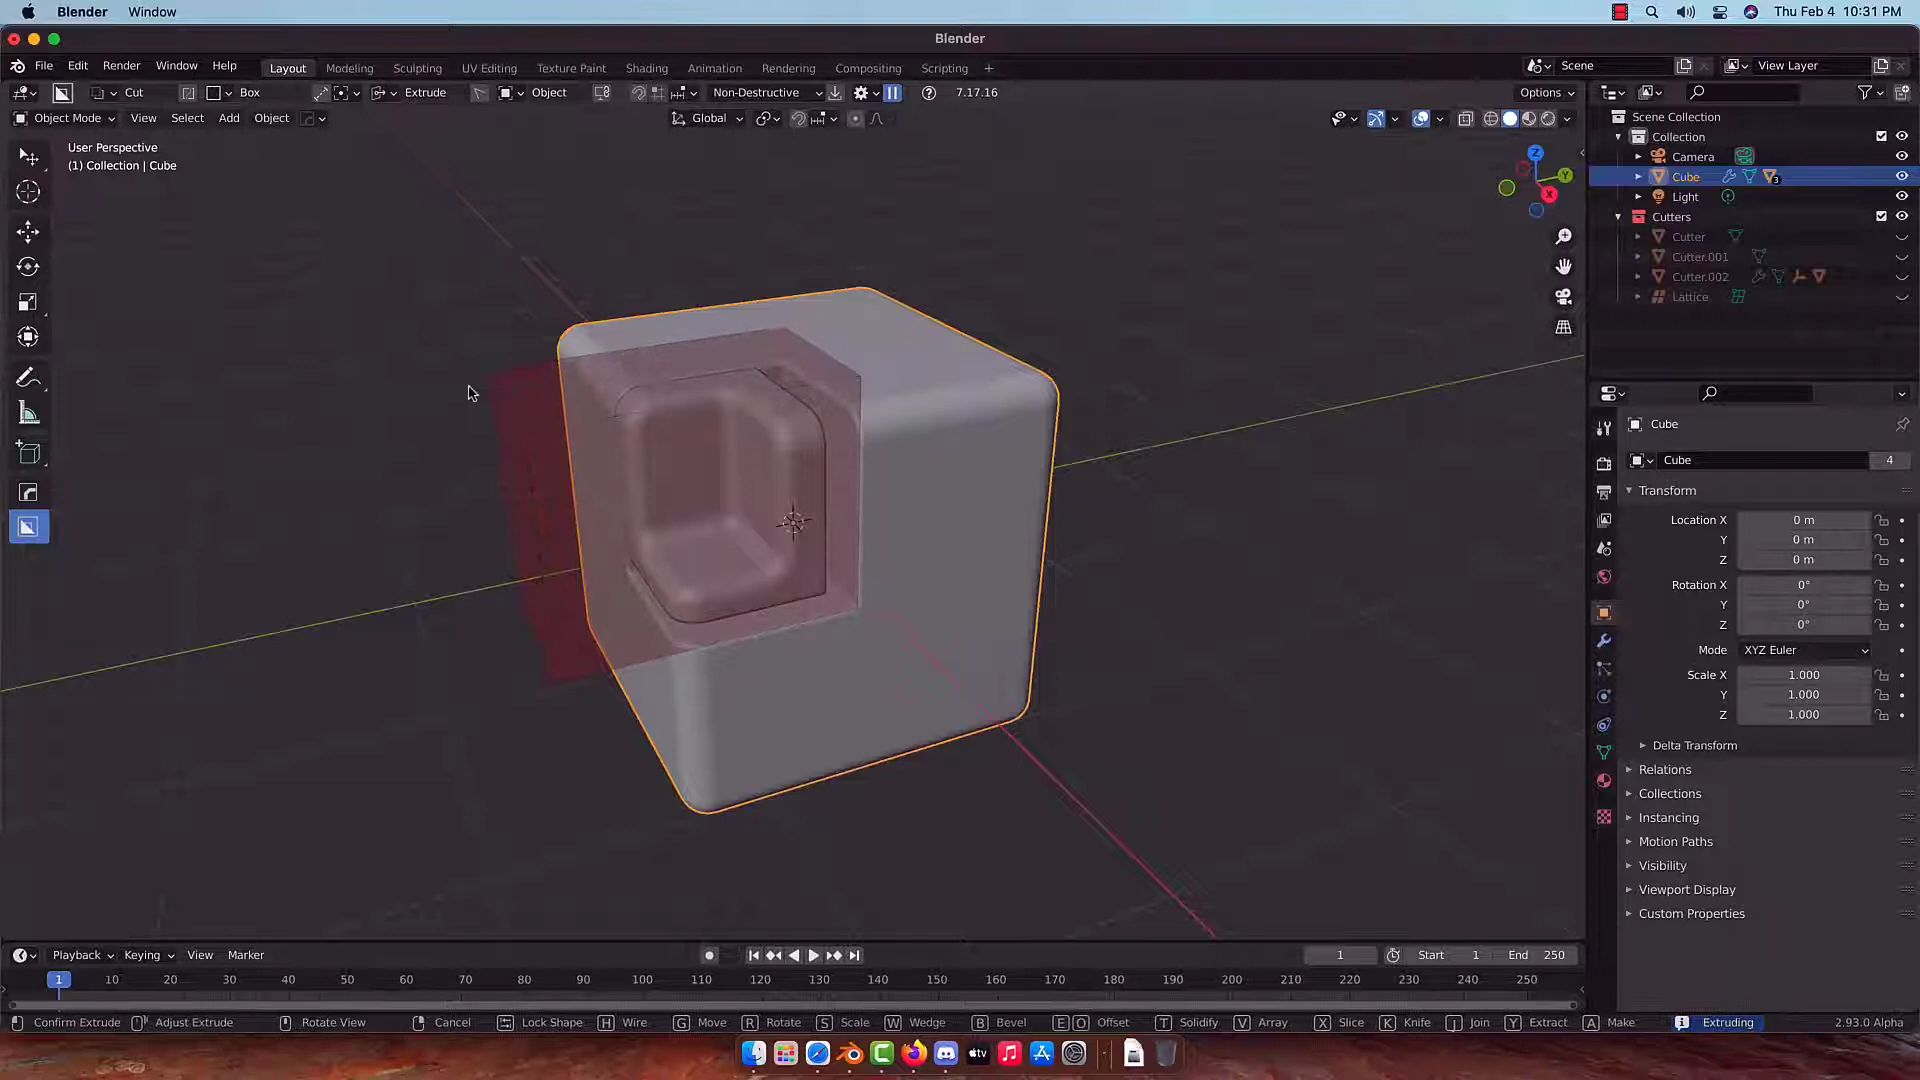 Blender Window Thu Feb 4 10:31 PM
Blender
File Edit Render Window Help Layout Modeling Sculpting UV Editing Texture Paint Shading Animation Rendering Compositing Scripting + Scene View Layer
Cut Box Extrude Object Non-Destructive 7.17.16 Options
Object Mode View Select Add Object Global
User Perspective
(1) Collection | Cube
Z
Y
X
Scene Collection
Collection
Camera
Cube 3
Light
Cutters
Cutter
Cutter.001
Cutter.002
Lattice
Cube
Cube 4
Transform
Location X 0 m
Y 0 m
Z 0 m
Rotation X 0°
Y 0°
Z 0°
Mode XYZ Euler
Scale X 1.000
Y 1.000
Z 1.000
Delta Transform
Relations
Collections
Instancing
Motion Paths
Visibility
Viewport Display
Custom Properties
Playback Keying View Marker 1 Start 1 End 250
1 10 20 30 40 50 60 70 80 90 100 110 120 130 140 150 160 170 180 190 200 210 220 230 240 250
Confirm Extrude Adjust Extrude Rotate View Cancel Lock Shape H Wire G Move R Rotate S Scale W Wedge B Bevel E O Offset T Solidify V Array X Slice K Knife J Join Y Extract A Make Extruding 2.93.0 Alpha
tv